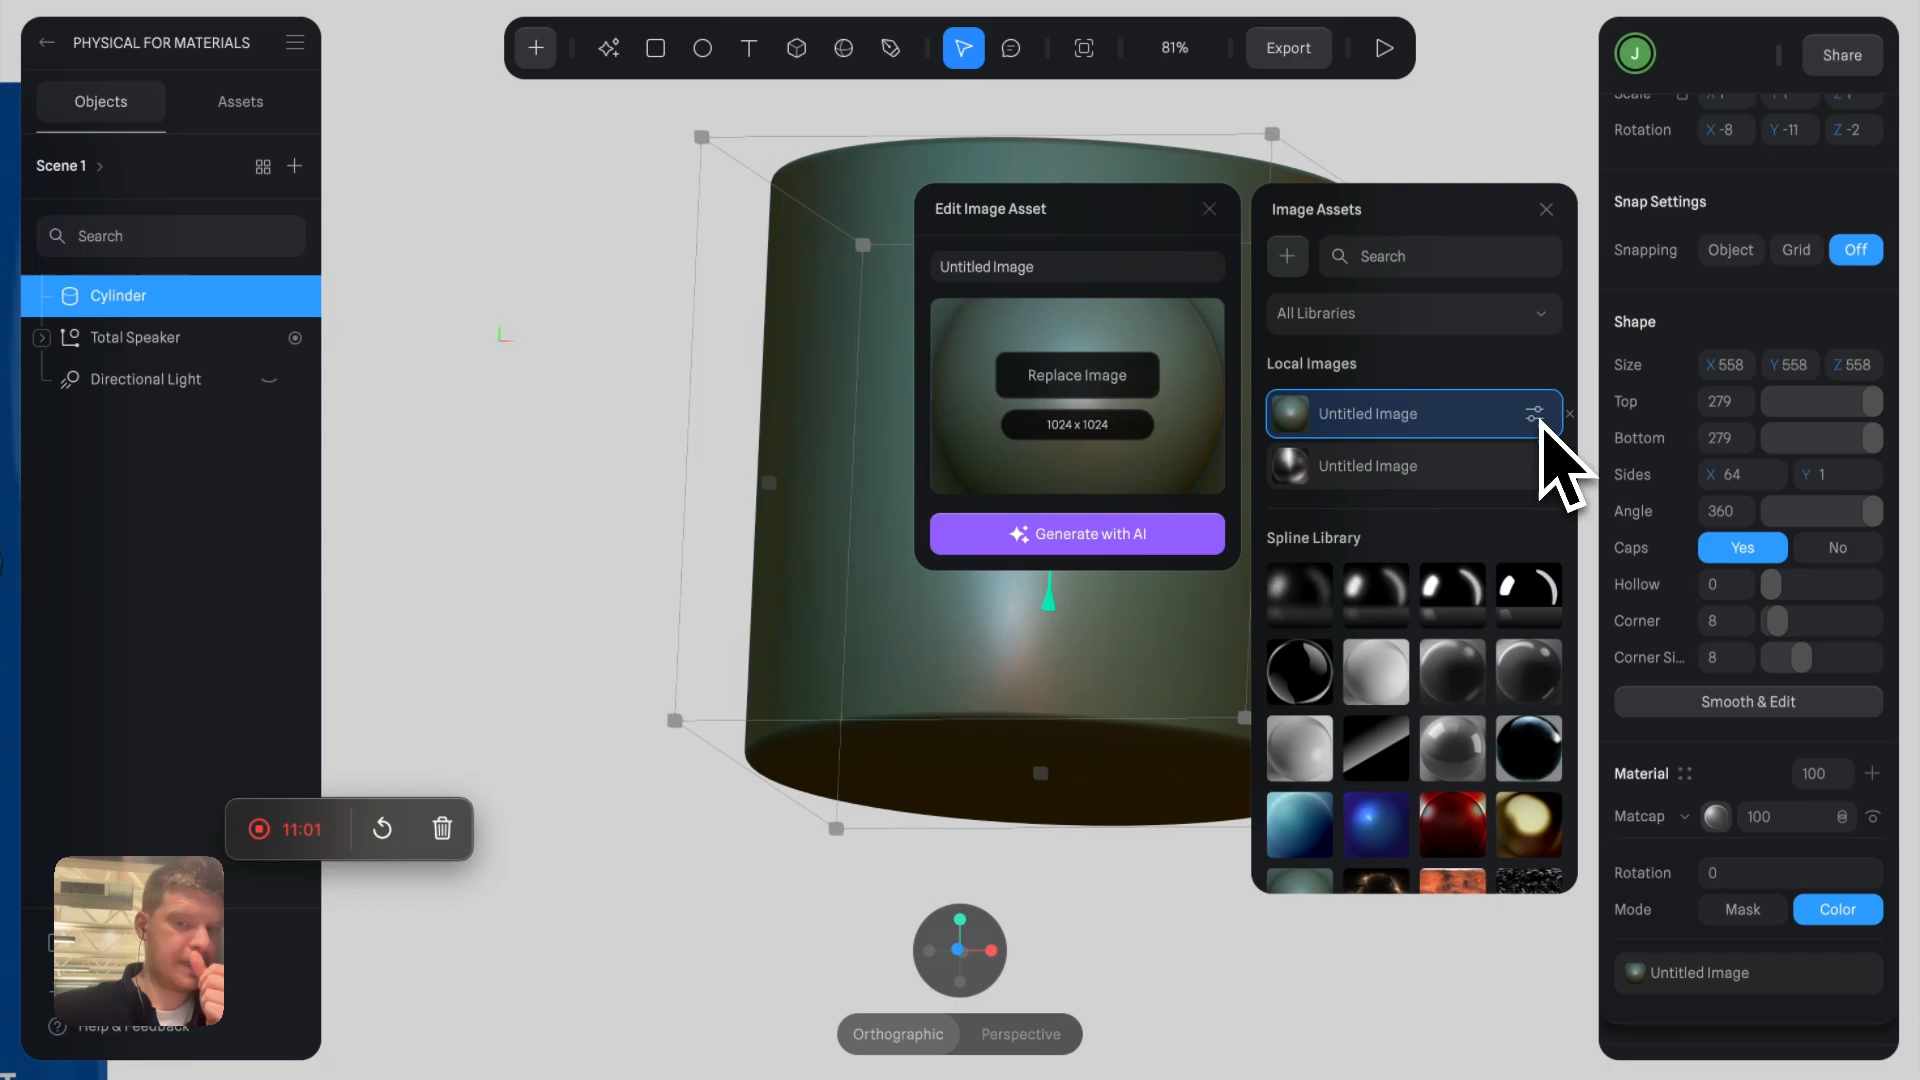 PHYSICAL FOR MATERIALS
Objects
Assets
Scene 1
Search
Cylinder
Total Speaker
Directional Light
11:01
Help & Feedback
81%
Export
Edit Image Asset
Untitled Image
Replace Image
1024 x 1024
Generate with AI
Image Assets
Search
All Libraries
Local Images
Untitled Image
Untitled Image
Spline Library
Orthographic
Perspective
J
Share
Scale
Rotation X -8 Y -11 Z -2
Snap Settings
Snapping Object Grid Off
Shape
Size X 558 Y 558 Z 558
Top 279
Bottom 279
Sides X 64 Y 1
Angle 360
Caps Yes No
Hollow 0
Corner 8
Corner Si... 8
Smooth & Edit
Material 100
Matcap 100
Rotation 0
Mode Mask Color
Untitled Image